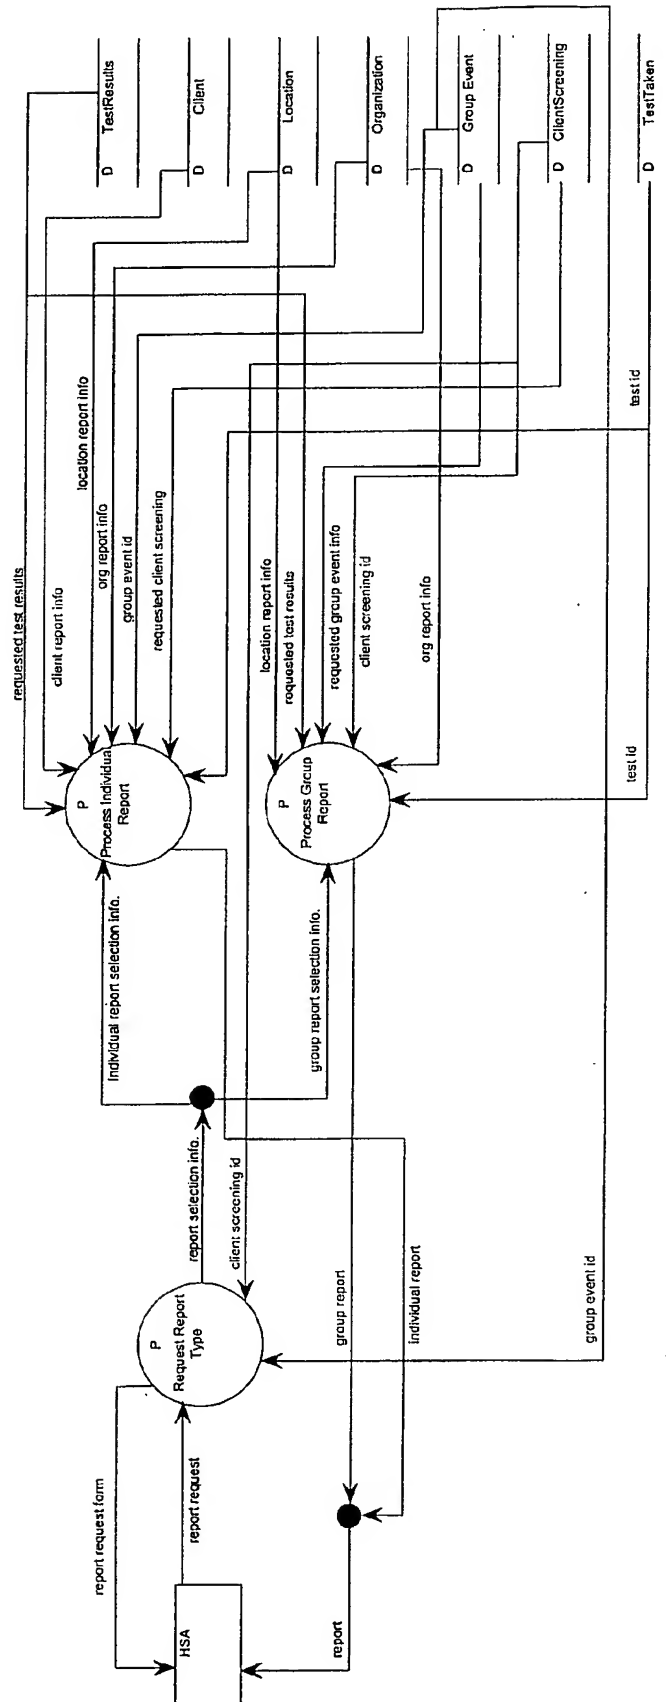 D TestResults
D Client
D Location
D Organization
D Group Event
D ClientScreening
D TestTaken
requested test results
client report info
location report info
org report info
group event id
requested client screening
test id
location report info
requested test results
requested group event info
client screening id
org report info
test id
P
Process Individual
Report
P
Process Group
Report
Individual report selection info.
group report selection info.
report selection info.
client screening id
P
Request Report
Type
group report
individual report
group event id
report request form
report request
HSA
report